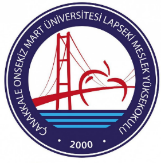 ÇANAKKALE ONSEKİZ MART ÜNİVERSİTESİ LAPSEKİ MESLEK YÜKSEKOKULU
2000